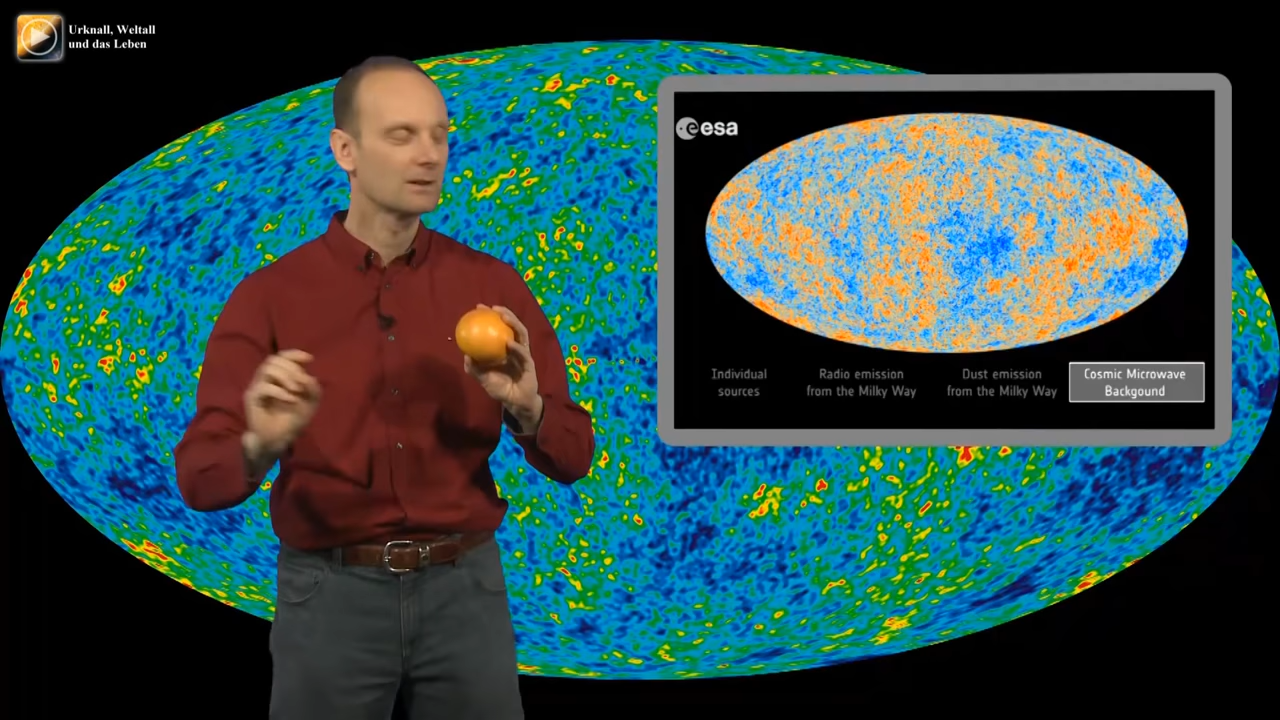 Urknall, Weltall
und das Leben
esa
Individual
sources
Radio emission
from the Milky Way
Dust emission
from the Milky Way
Cosmic Microwave
Backgound